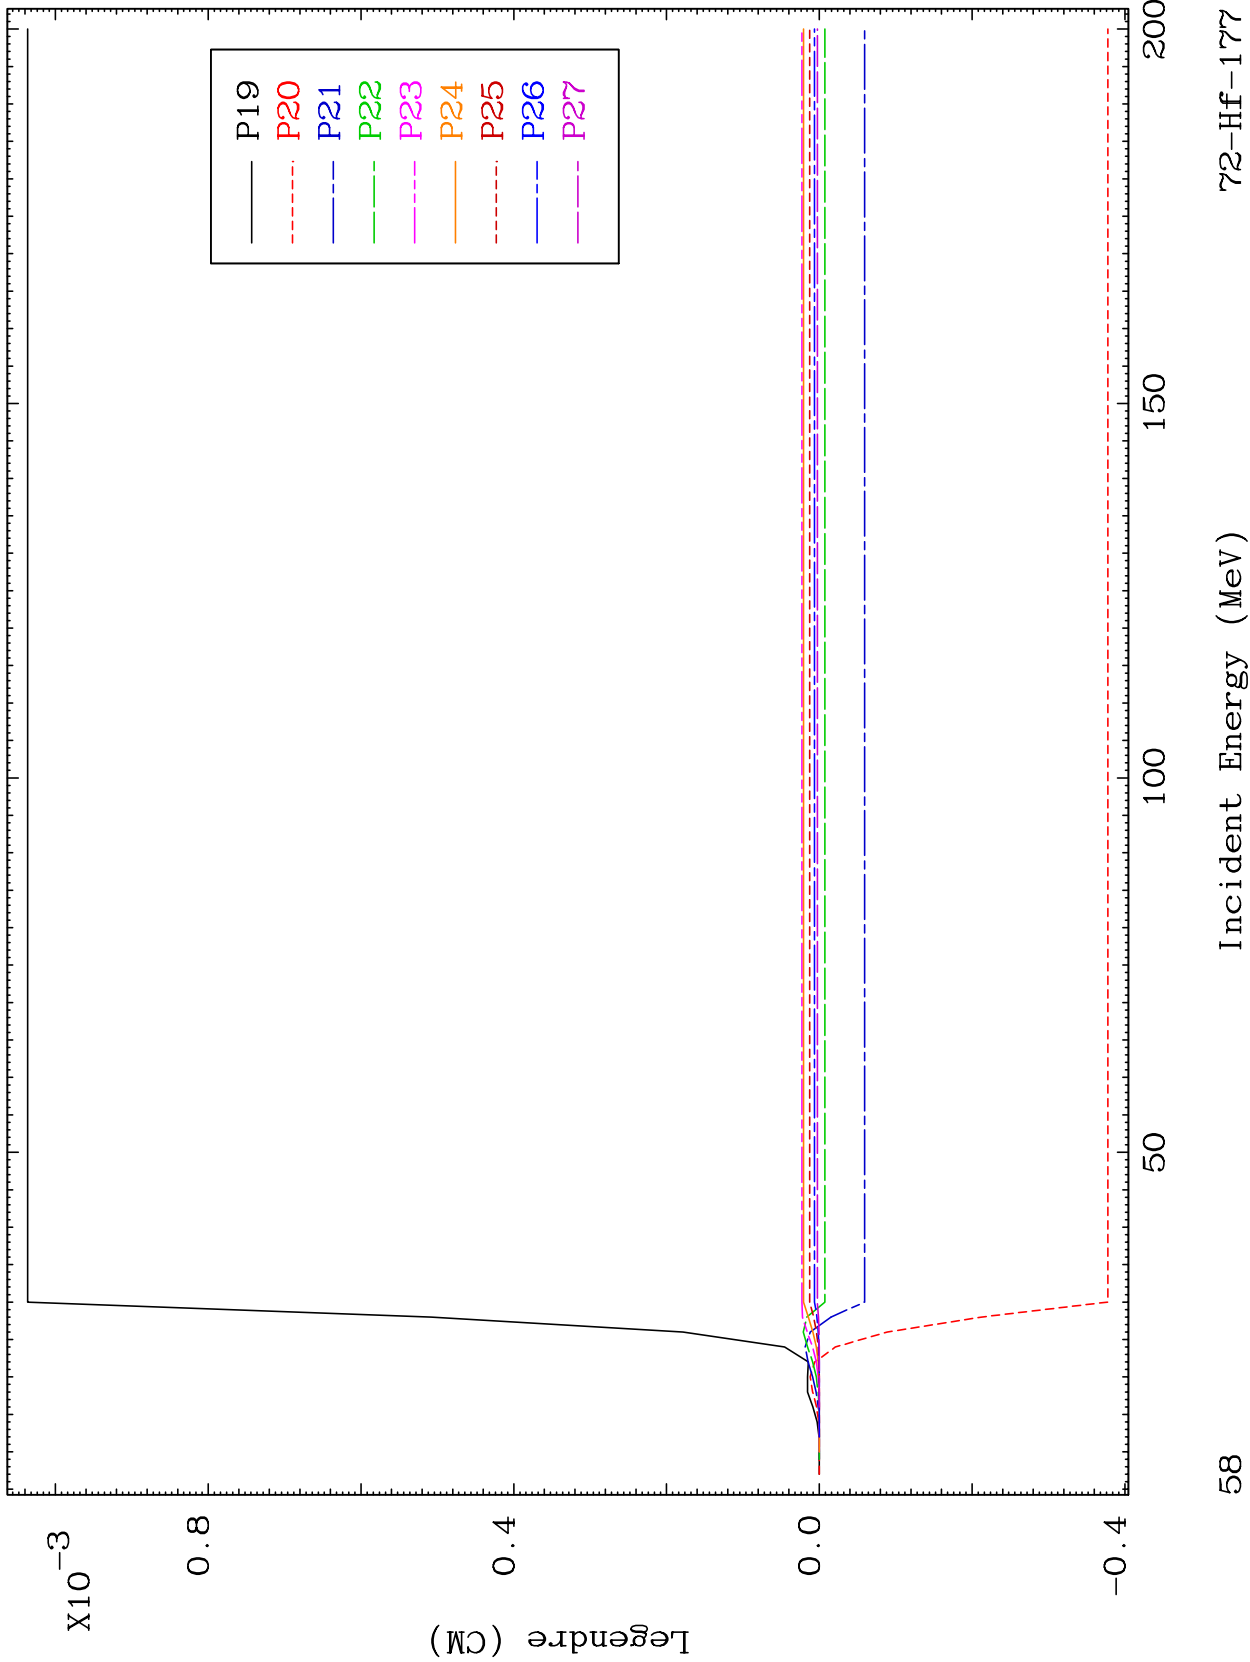 X10
-3
0.8
0.4
0.0
-0.4
Legendre (CM)
P19
P20
P21
P22
P23
P24
P25
P26
P27
50
100
150
200
58
Incident Energy (MeV)
72-Hf-177